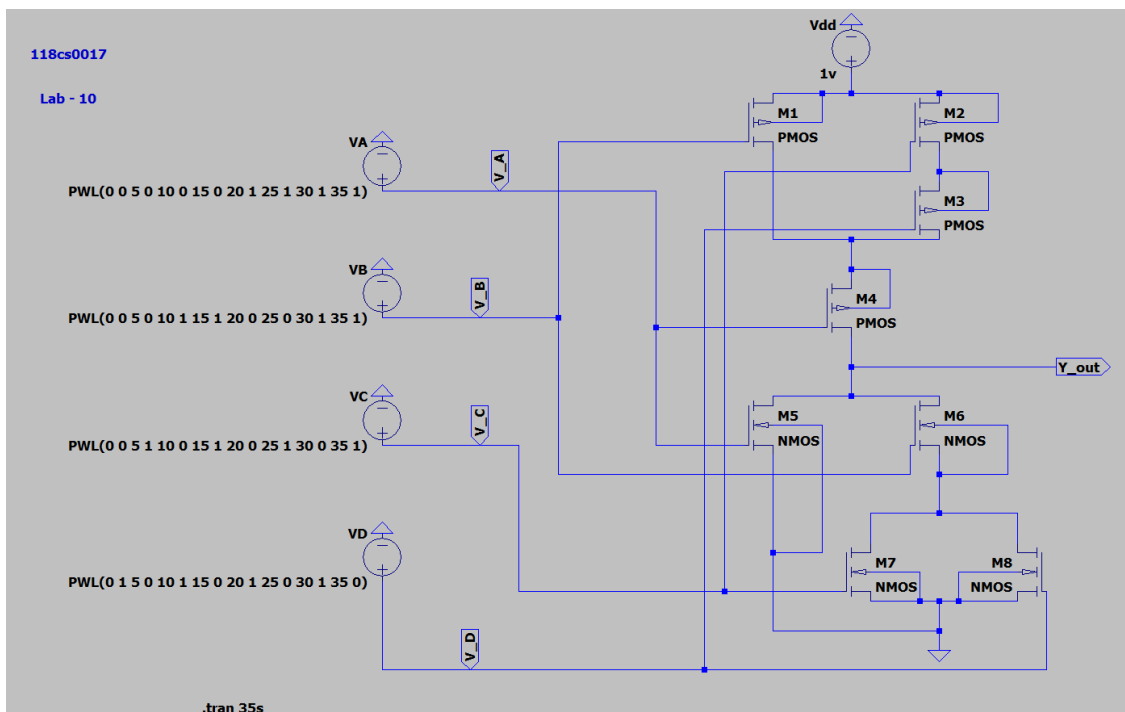 Vdd
118cs0017
1v
Lab - 10
M1
M2
PMOS
PMOS
VA
V_A
PWL(0 0 5 0 10 0 15 0 20 1 25 1 30 1 35 1)
M3
PMOS
VB
V_B
M4
PWL(0 0 5 0 10 1 15 1 20 0 25 0 30 1 35 1)
PMOS
Y_out
VC
V_C
M5
M6
NMOS
NMOS
PWL(0 0 5 1 10 0 15 1 20 0 25 1 30 0 35 1)
VD
M7
M8
PWL(0 1 5 0 10 1 15 0 20 1 25 0 30 1 35 0)
NMOS
NMOS
V_D
.tran 35s